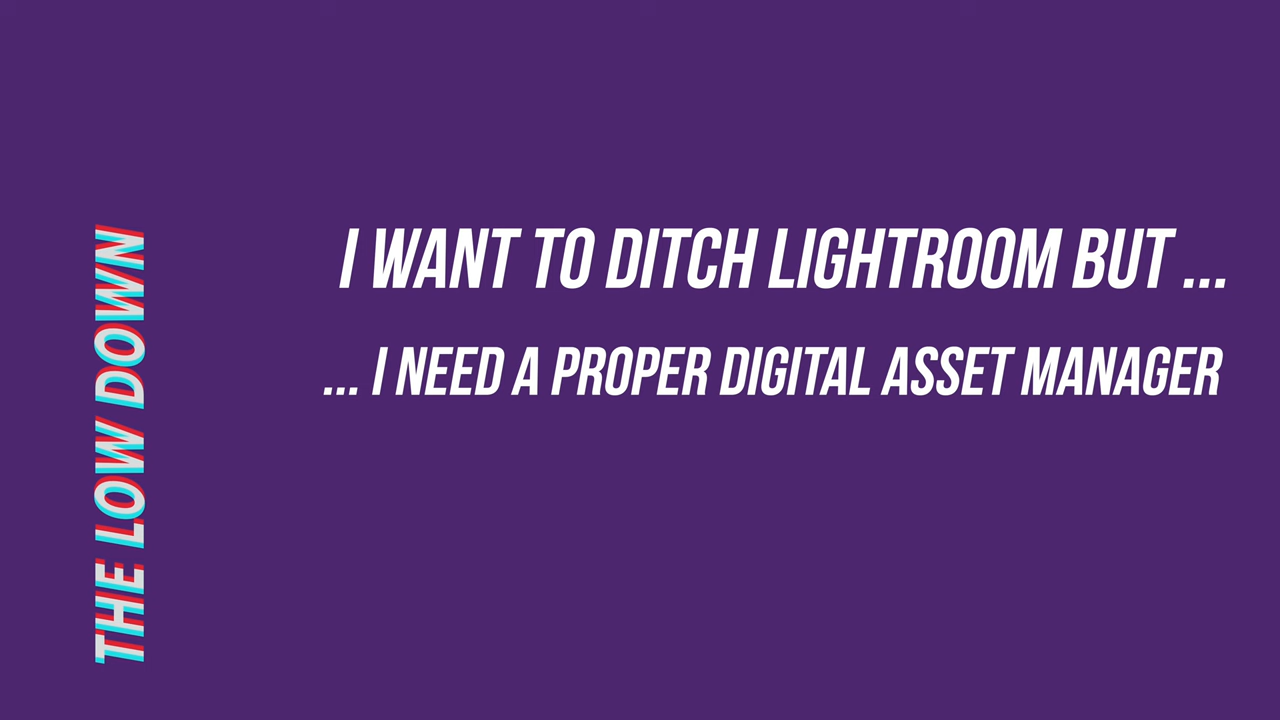 THE LOW DOWN
I WANT TO DITCH LIGHTROOM BUT ...
... I NEED A PROPER DIGITAL ASSET MANAGER